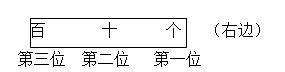 百 十 个 （右边）
第三位 第二位 第一位